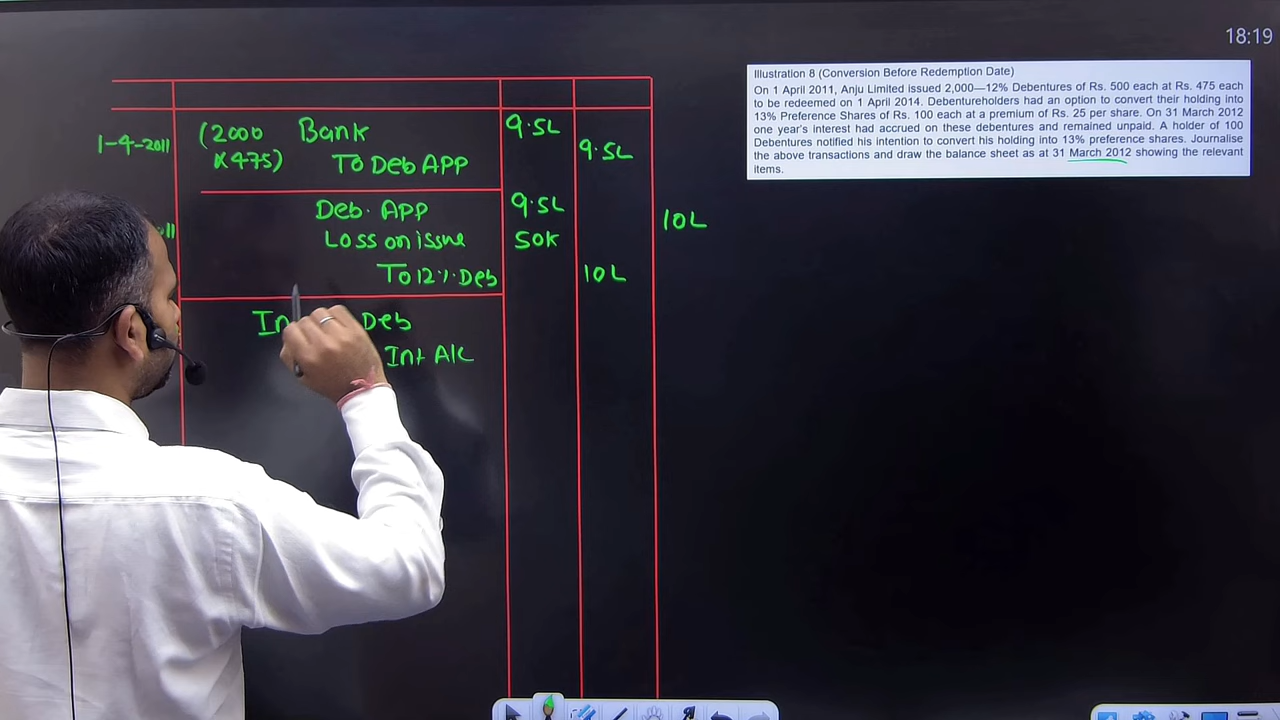 18:19
Illustration 8 (Conversion Before Redemption Date)
On 1 April 2011, Anju Limited issued 2,000—12% Debentures of Rs. 500 each at Rs. 475 each
to be redeemed on 1 April 2014. Debentureholders had an option to convert their holding into
13% Preference Shares of Rs. 100 each at a premium of Rs. 25 per share. On 31 March 2012
one year's interest had accrued on these debentures and remained unpaid. A holder of 100
Debentures notified his intention to convert his holding into 13% preference shares. Journalise
the above transactions and draw the balance sheet as at 31 March 2012 showing the relevant
items.
1-4-2011 (2000 Bank 9.5L
x475) To Deb APP 9.5L
Deb. APP 9.5L
10L
Loss on issue 50K
To 12% Deb 10L
Deb
Int A/c